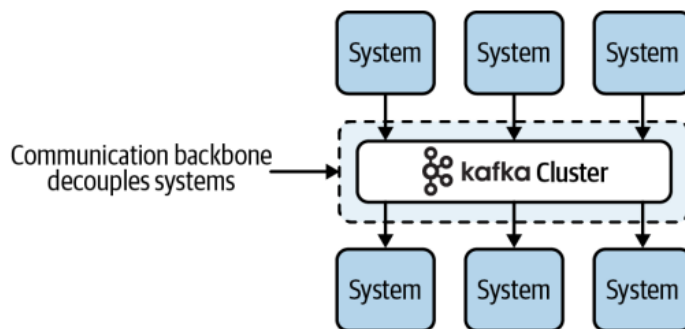 System System System
Communication backbone
decouples systems
kafka Cluster
System System System